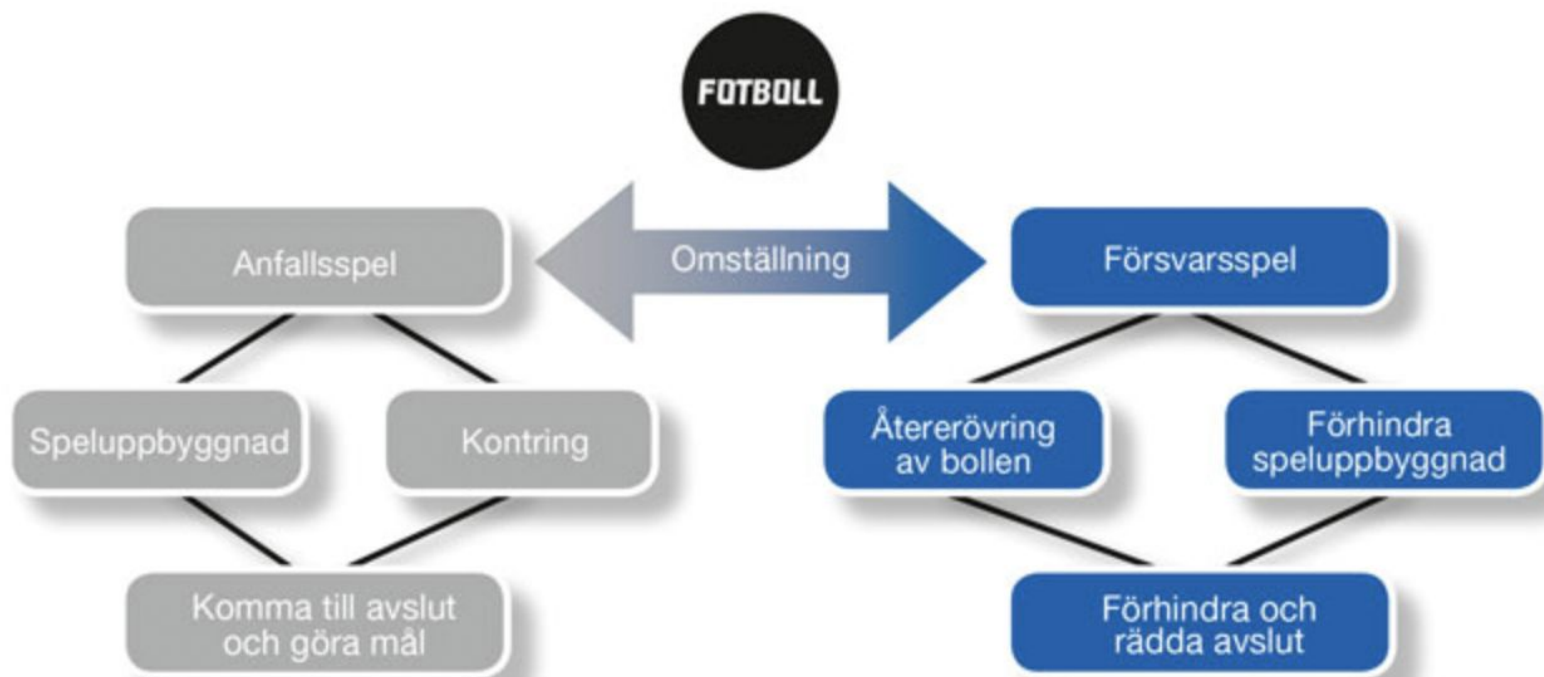 FOTBOLL
Anfallsspel
Omställning
Försvarsspel
Speluppbyggnad
Kontring
Återerövring
av bollen
Förhindra
speluppbyggnad
Komma till avslut
och göra mål
Förhindra och
rädda avslut